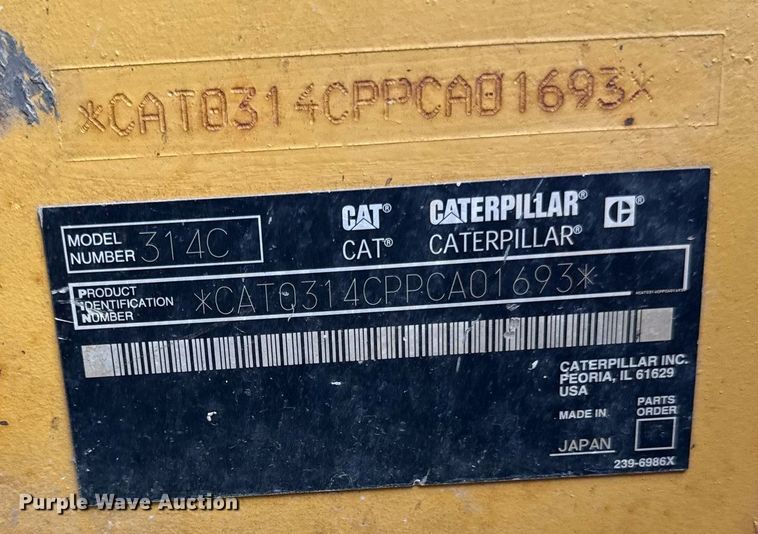 *CAT0314CPPCA01693*
MODEL NUMBER 314C
CAT® CATERPILLAR® C®
CAT® CATERPILLAR®
PRODUCT IDENTIFICATION NUMBER *CAT0314CPPCA01693*
*CAT0314CPPCA01693*
CATERPILLAR INC.
PEORIA, IL 61629
USA
MADE IN
JAPAN
PARTS
ORDER
239-6986X
Purple Wave Auction